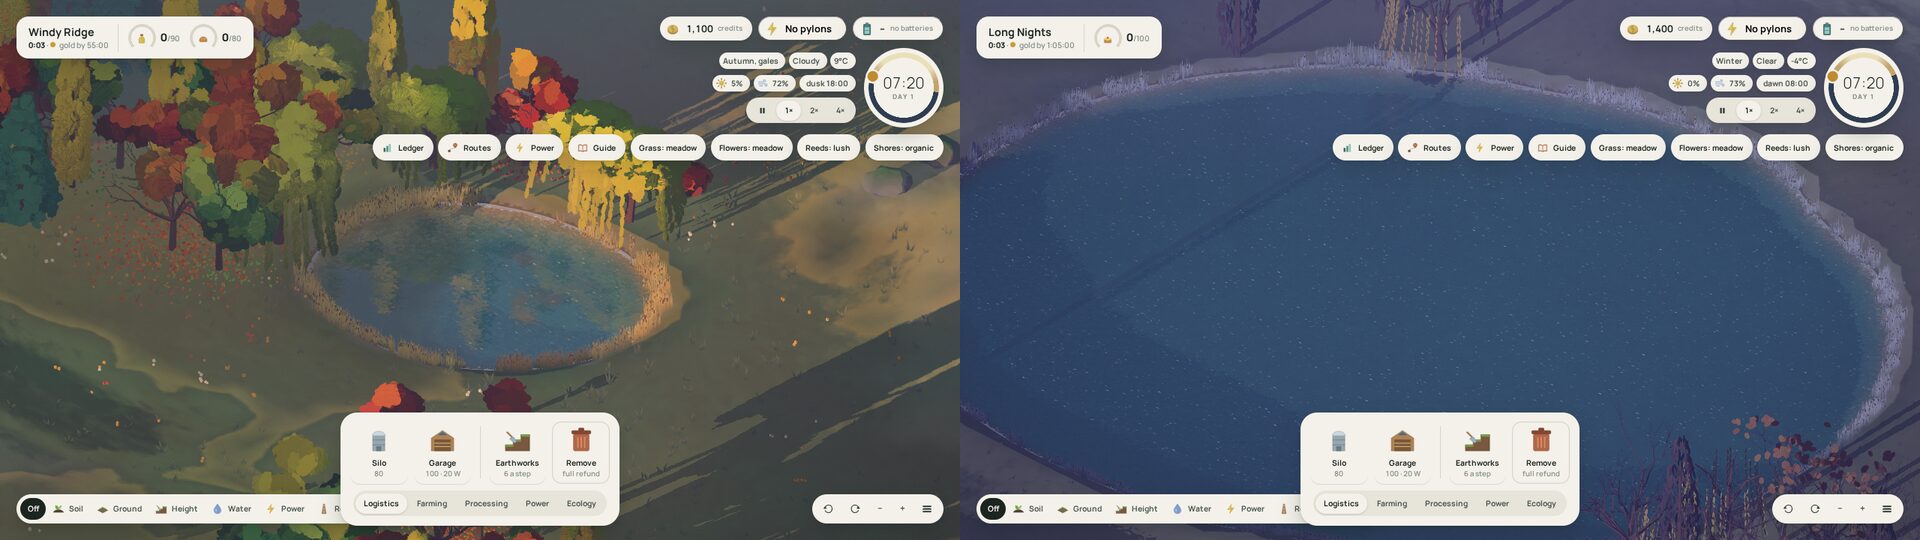 Windy Ridge
0:03 · gold by 55:00
0/90
0/80
1,100 credits
No pylons
- no batteries
Autumn, gales
Cloudy
9°C
5%
72%
dusk 18:00
1×
2×
4×
07:20
DAY 1
Ledger
Routes
Power
Guide
Grass: meadow
Flowers: meadow
Reeds: lush
Shores: organic
Silo
80
Garage
100 · 20 W
Earthworks
6 a step
Remove
full refund
Logistics
Farming
Processing
Power
Ecology
Off
Soil
Ground
Height
Water
Power
Long Nights
0:03 · gold by 1:05:00
0/100
1,400 credits
No pylons
- no batteries
Winter
Clear
-4°C
0%
73%
dawn 08:00
1×
2×
4×
07:20
DAY 1
Ledger
Routes
Power
Guide
Grass: meadow
Flowers: meadow
Reeds: lush
Shores: organic
Silo
80
Garage
100 · 20 W
Earthworks
6 a step
Remove
full refund
Logistics
Farming
Processing
Power
Ecology
Off
Soil
Ground
Height
Water
Power